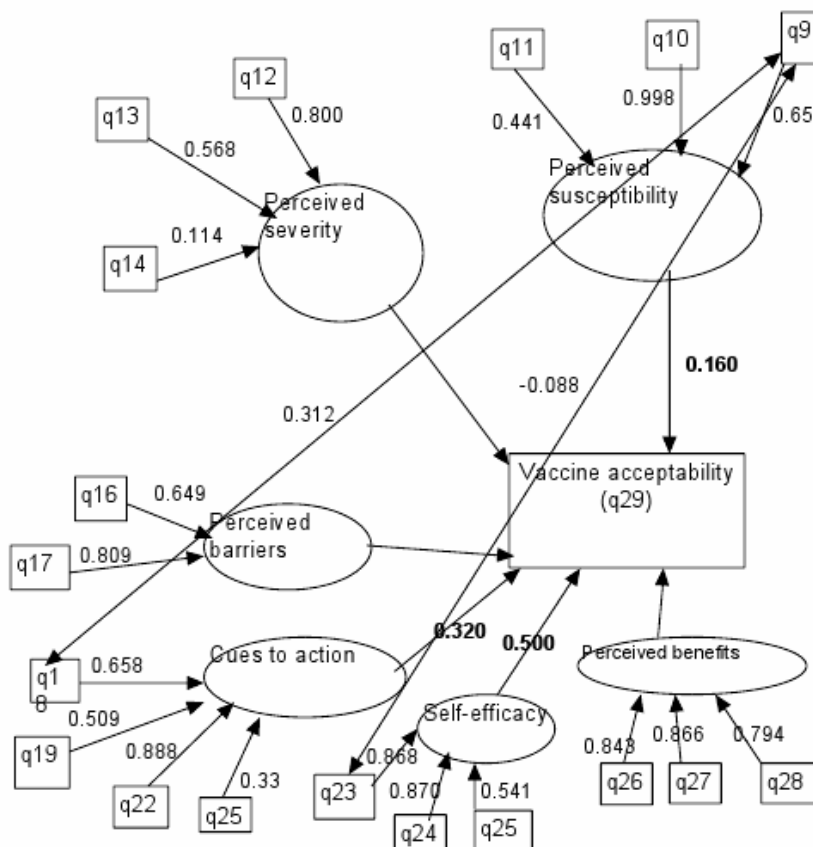 q9
q11
q10
q12
q13
0.800
0.998
0.65
0.441
0.568
Perceived
susceptibility
Perceived
severity
0.114
q14
0.160
-0.088
0.312
Vaccine acceptability
(q29)
q16
0.649
Perceived
barriers
q17
0.809
0.320
0.500
Cues to action
Perceived benefits
q1
8
0.658
0.509
Self-efficacy
q19
0.888
0.868
0.843
0.866
0.794
0.33
q22
q25
q23
0.870
0.541
q26
q27
q28
q24
q25